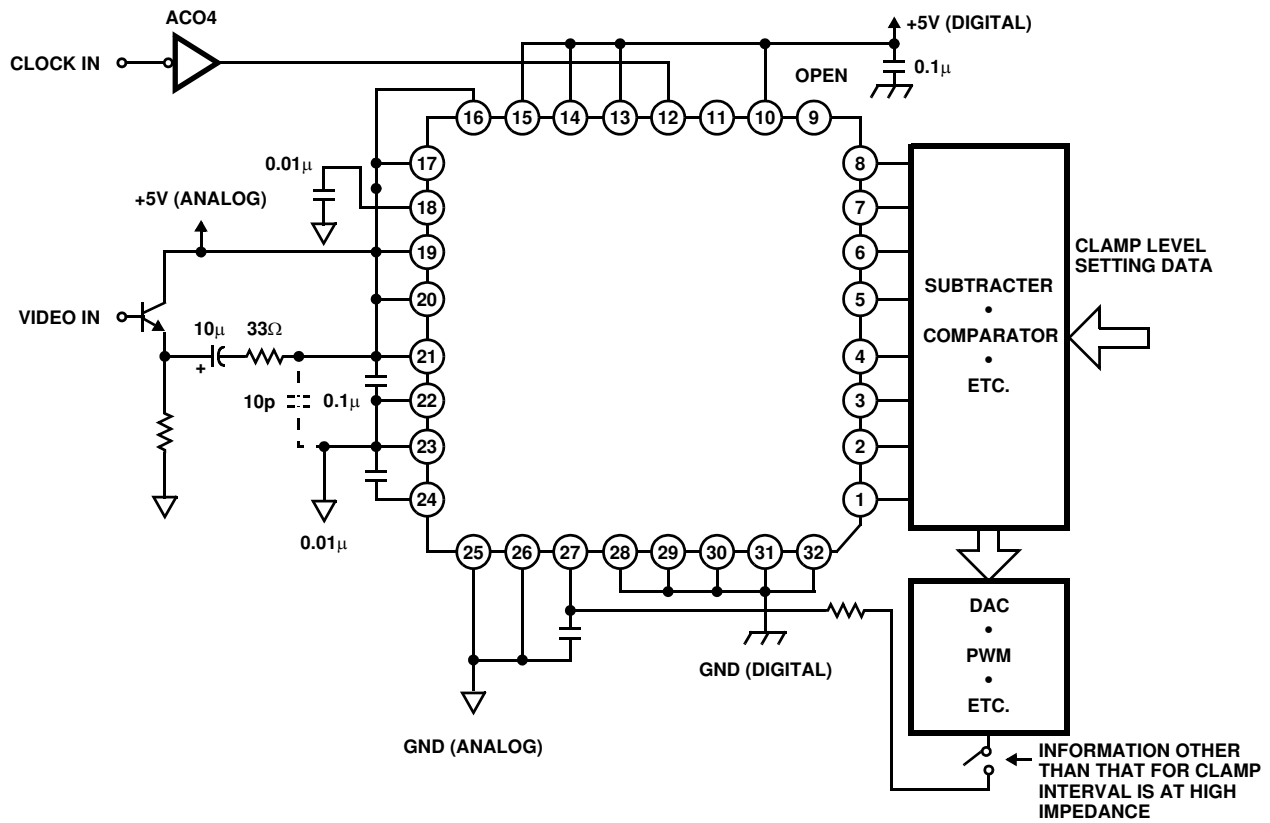 ACO4
CLOCK IN
+5V (DIGITAL)
0.1μ
OPEN
16
15
14
13
12
11
10
9
17
18
19
20
21
22
23
24
8
7
6
5
4
3
2
1
25
26
27
28
29
30
31
32
0.01μ
+5V (ANALOG)
VIDEO IN
10μ
33Ω
+
10p
0.1μ
0.01μ
GND (ANALOG)
GND (DIGITAL)
SUBTRACTER
•
COMPARATOR
•
ETC.
CLAMP LEVEL
SETTING DATA
DAC
•
PWM
•
ETC.
INFORMATION OTHER
THAN THAT FOR CLAMP
INTERVAL IS AT HIGH
IMPEDANCE